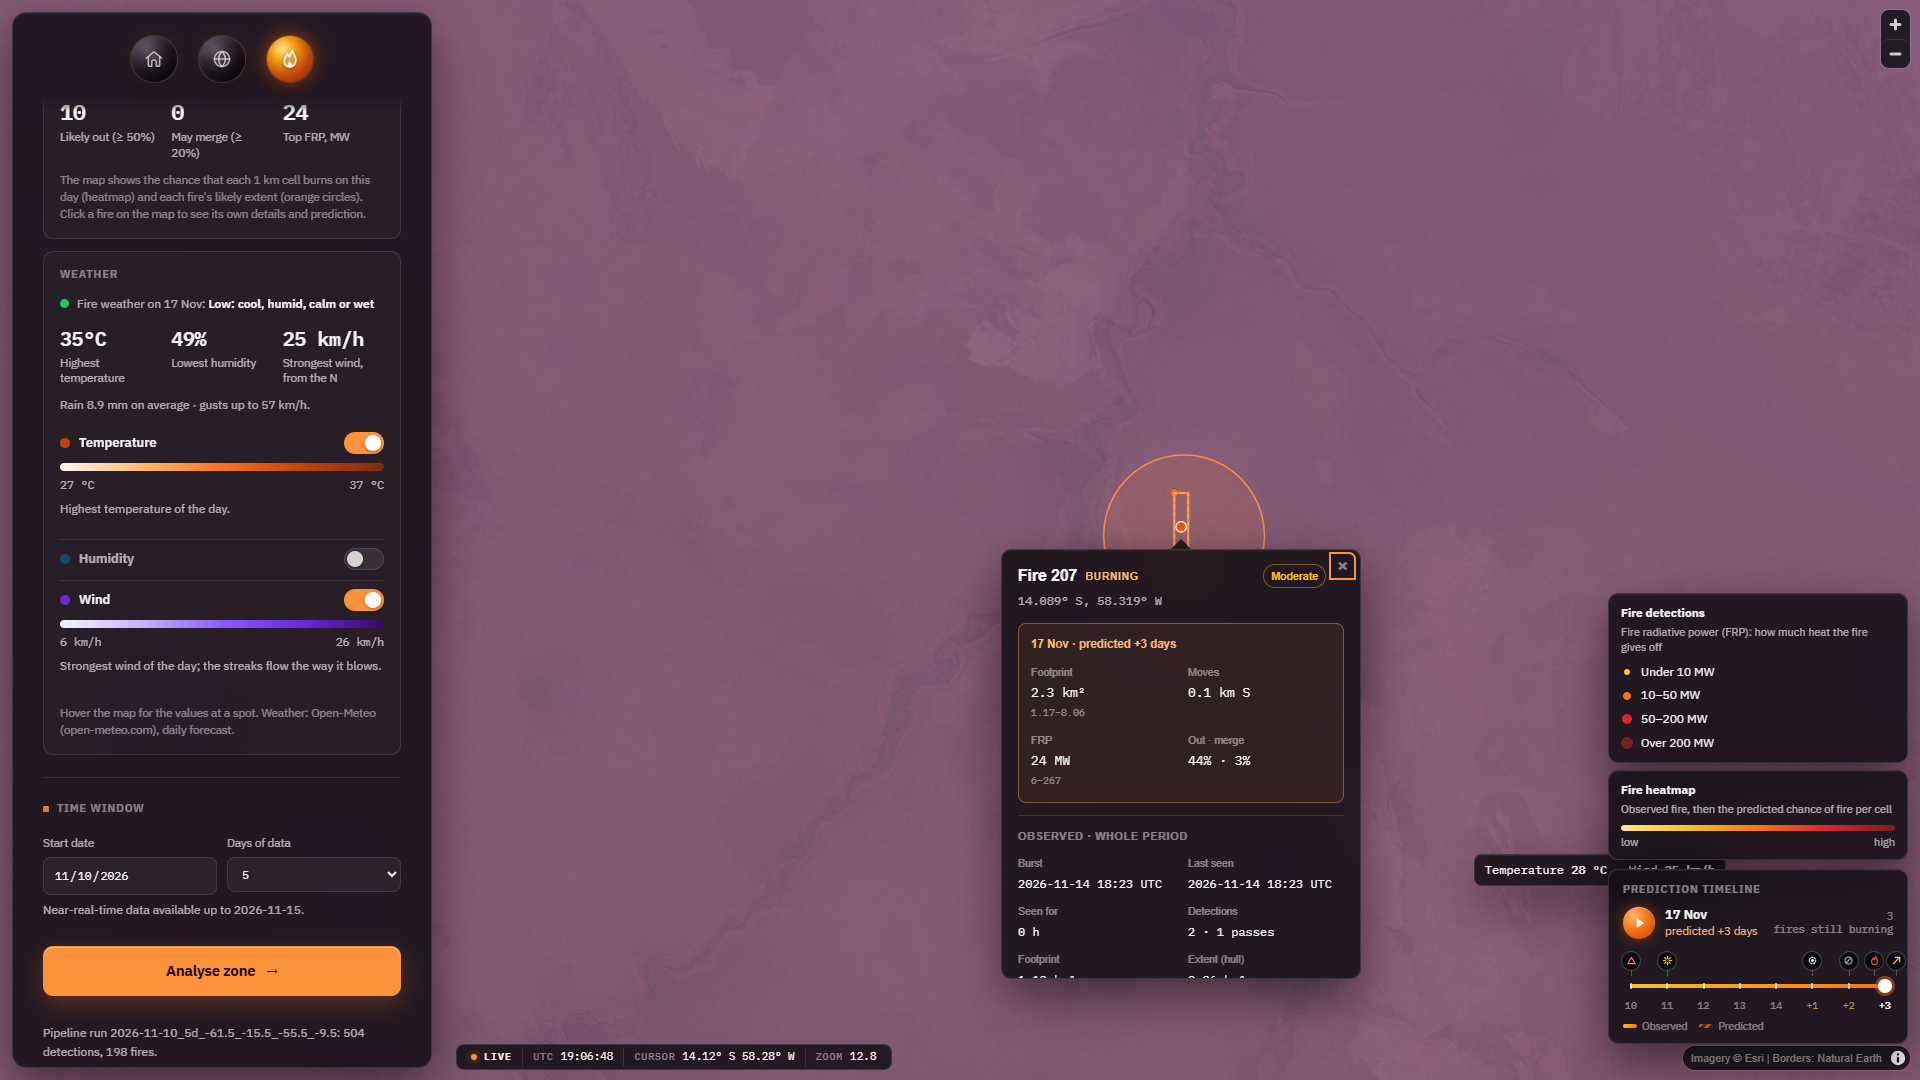 10
0
24
Likely out (≥ 50%)
May merge (≥ 20%)
Top FRP, MW
The map shows the chance that each 1 km cell burns on this
day (heatmap) and each fire's likely extent (orange circles).
Click a fire on the map to see its own details and prediction.
WEATHER
Fire weather on 17 Nov: Low: cool, humid, calm or wet
35°C
49%
25 km/h
Highest temperature
Lowest humidity
Strongest wind, from the N
Rain 8.9 mm on average · gusts up to 57 km/h.
Temperature
27 °C
37 °C
Highest temperature of the day.
Humidity
Wind
6 km/h
26 km/h
Strongest wind of the day; the streaks flow the way it blows.
Hover the map for the values at a spot. Weather: Open-Meteo
(open-meteo.com), daily forecast.
TIME WINDOW
Start date
Days of data
11/10/2026
5
Near-real-time data available up to 2026-11-15.
Analyse zone →
Pipeline run 2026-11-10_5d_-61.5_-15.5_-55.5_-9.5: 504
detections, 198 fires.
Fire 207 BURNING
Moderate
14.089° S, 58.319° W
17 Nov · predicted +3 days
Footprint
Moves
2.3 km²
0.1 km S
1.17–8.06
FRP
Out · merge
24 MW
44% · 3%
6–267
OBSERVED · WHOLE PERIOD
Burst
Last seen
2026-11-14 18:23 UTC
2026-11-14 18:23 UTC
Seen for
Detections
0 h
2 · 1 passes
Footprint
Extent (hull)
+
−
Fire detections
Fire radiative power (FRP): how much heat the fire
gives off
Under 10 MW
10–50 MW
50–200 MW
Over 200 MW
Fire heatmap
Observed fire, then the predicted chance of fire per cell
low
high
Temperature 28 °C
PREDICTION TIMELINE
17 Nov
predicted +3 days
3
fires still burning
10 11 12 13 14 +1 +2 +3
Observed
Predicted
LIVE UTC 19:06:48 CURSOR 14.12° S 58.28° W ZOOM 12.8
Imagery © Esri | Borders: Natural Earth